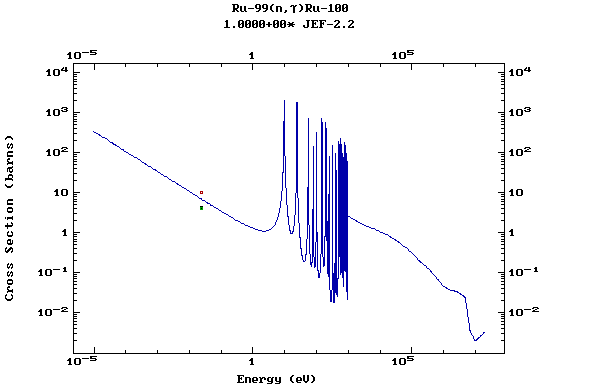 Ru-99(n,γ)Ru-100
1.0000+00* JEF-2.2
10⁻⁵ 1 10⁵
10⁴ 10⁴
10³ 10³
10² 10²
10 10
1 1
10⁻¹ 10⁻¹
10⁻² 10⁻²
10⁻⁵ 1 10⁵
Cross Section (barns)
Energy (eV)